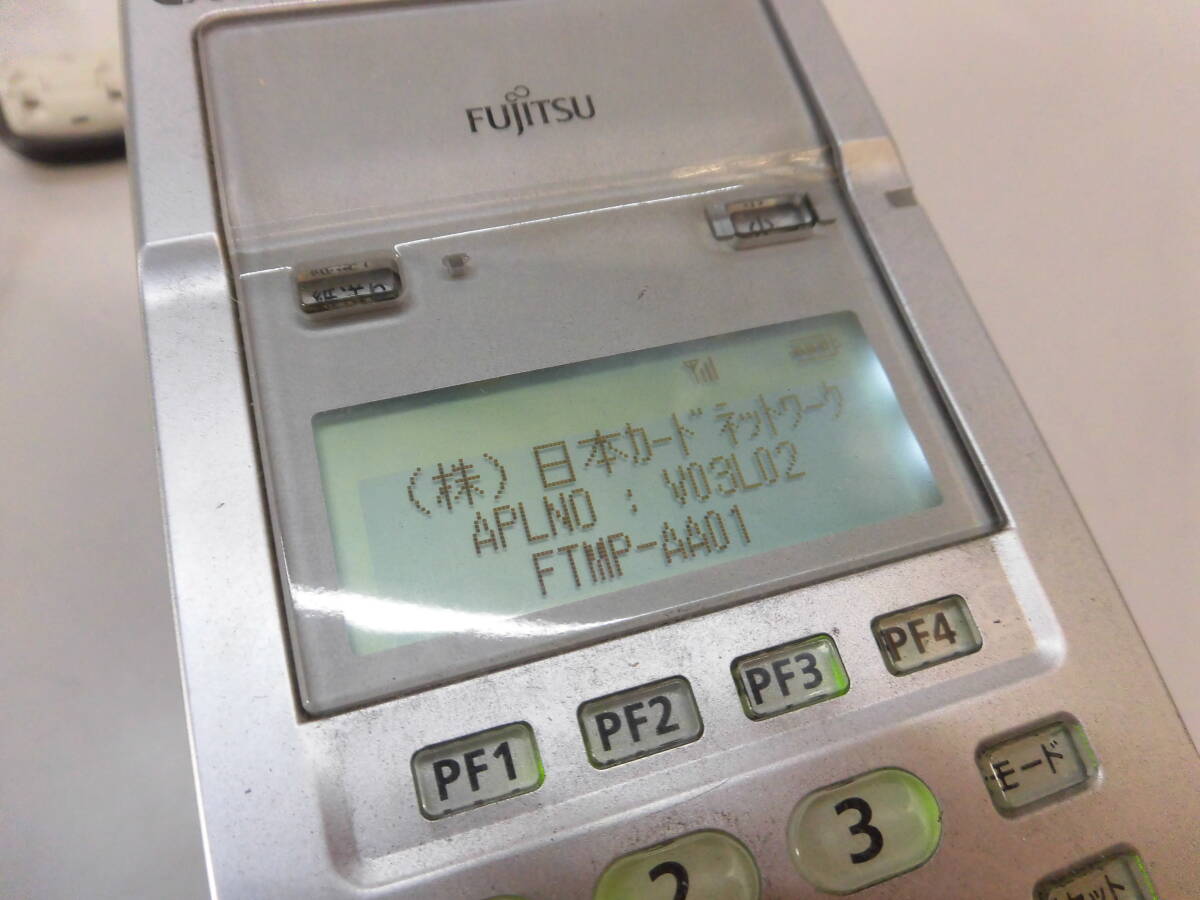 FUJITSU
(株)日本カードネットワーク
APLNO : V03L02
FTMP-AA01
PF1 PF2 PF3 PF4
モード
2 3